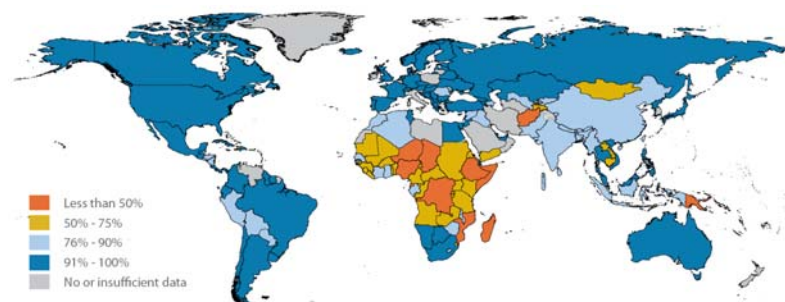 Less than 50%
50% - 75%
76% - 90%
91% - 100%
No or insufficient data